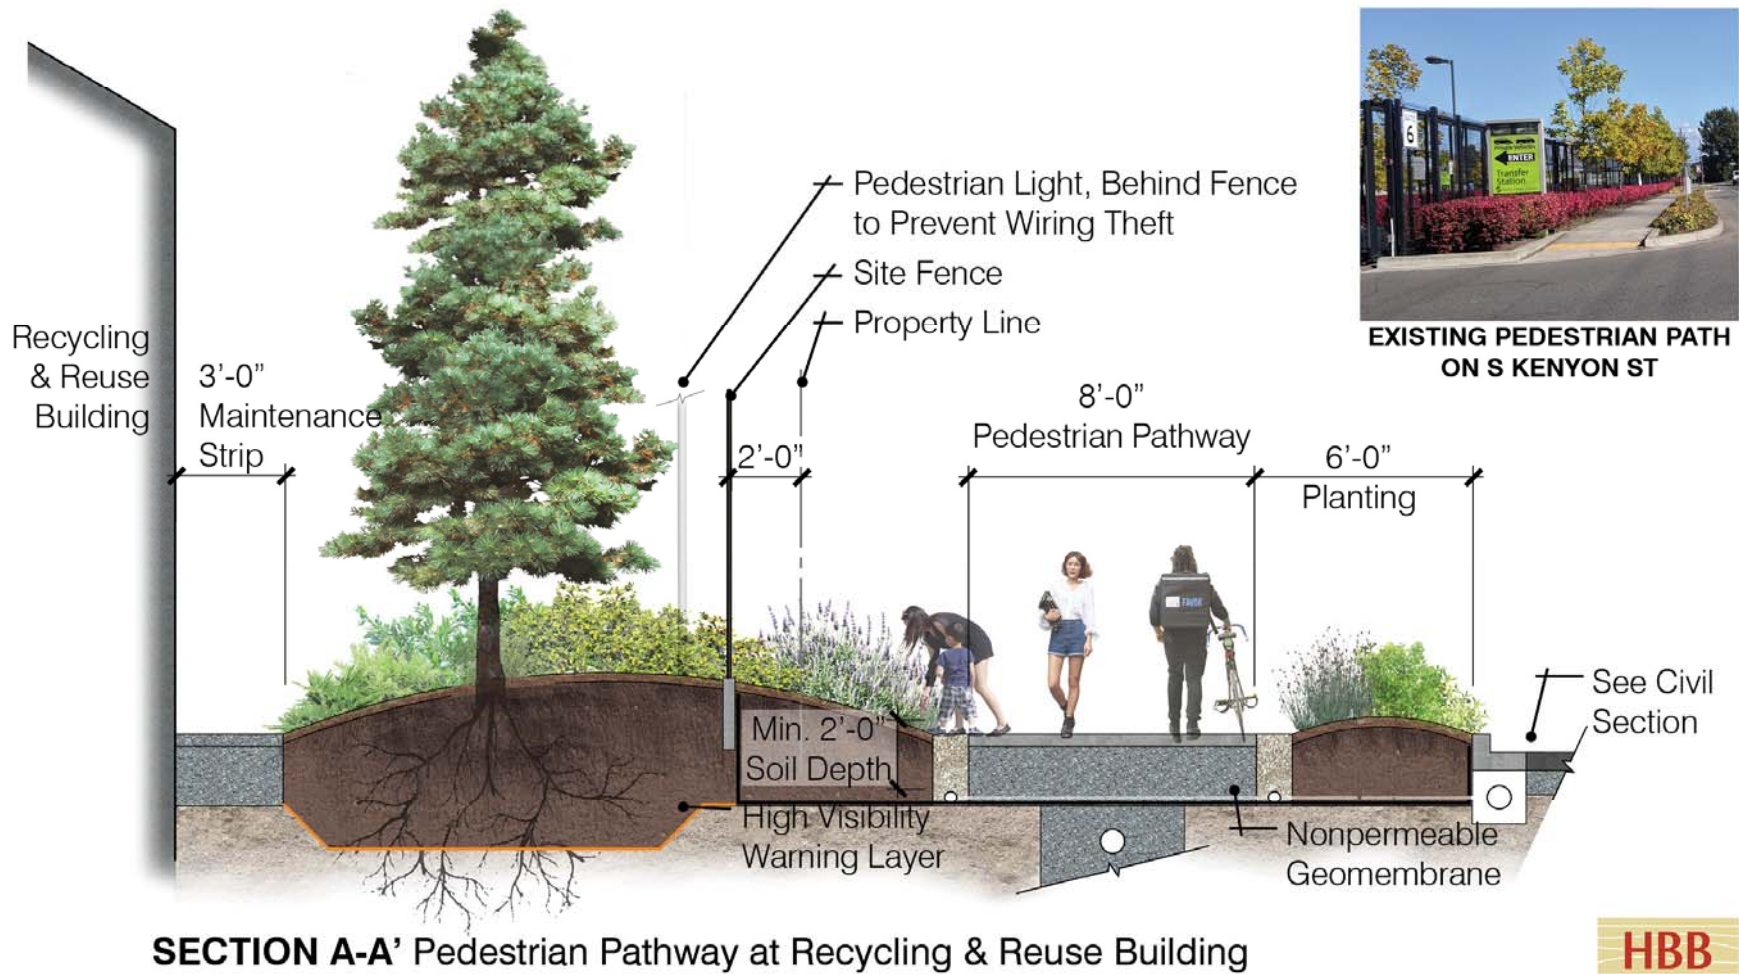 Pedestrian Light, Behind Fence
to Prevent Wiring Theft
Site Fence
Property Line
6
ENTER
Transfer
Station
EXISTING PEDESTRIAN PATH
ON S KENYON ST
Recycling
& Reuse
Building
3'-0"
Maintenance
Strip
2'-0"
8'-0"
Pedestrian Pathway
6'-0"
Planting
See Civil
Section
Min. 2'-0"
Soil Depth
High Visibility
Warning Layer
Nonpermeable
Geomembrane
SECTION A-A' Pedestrian Pathway at Recycling & Reuse Building
HBB